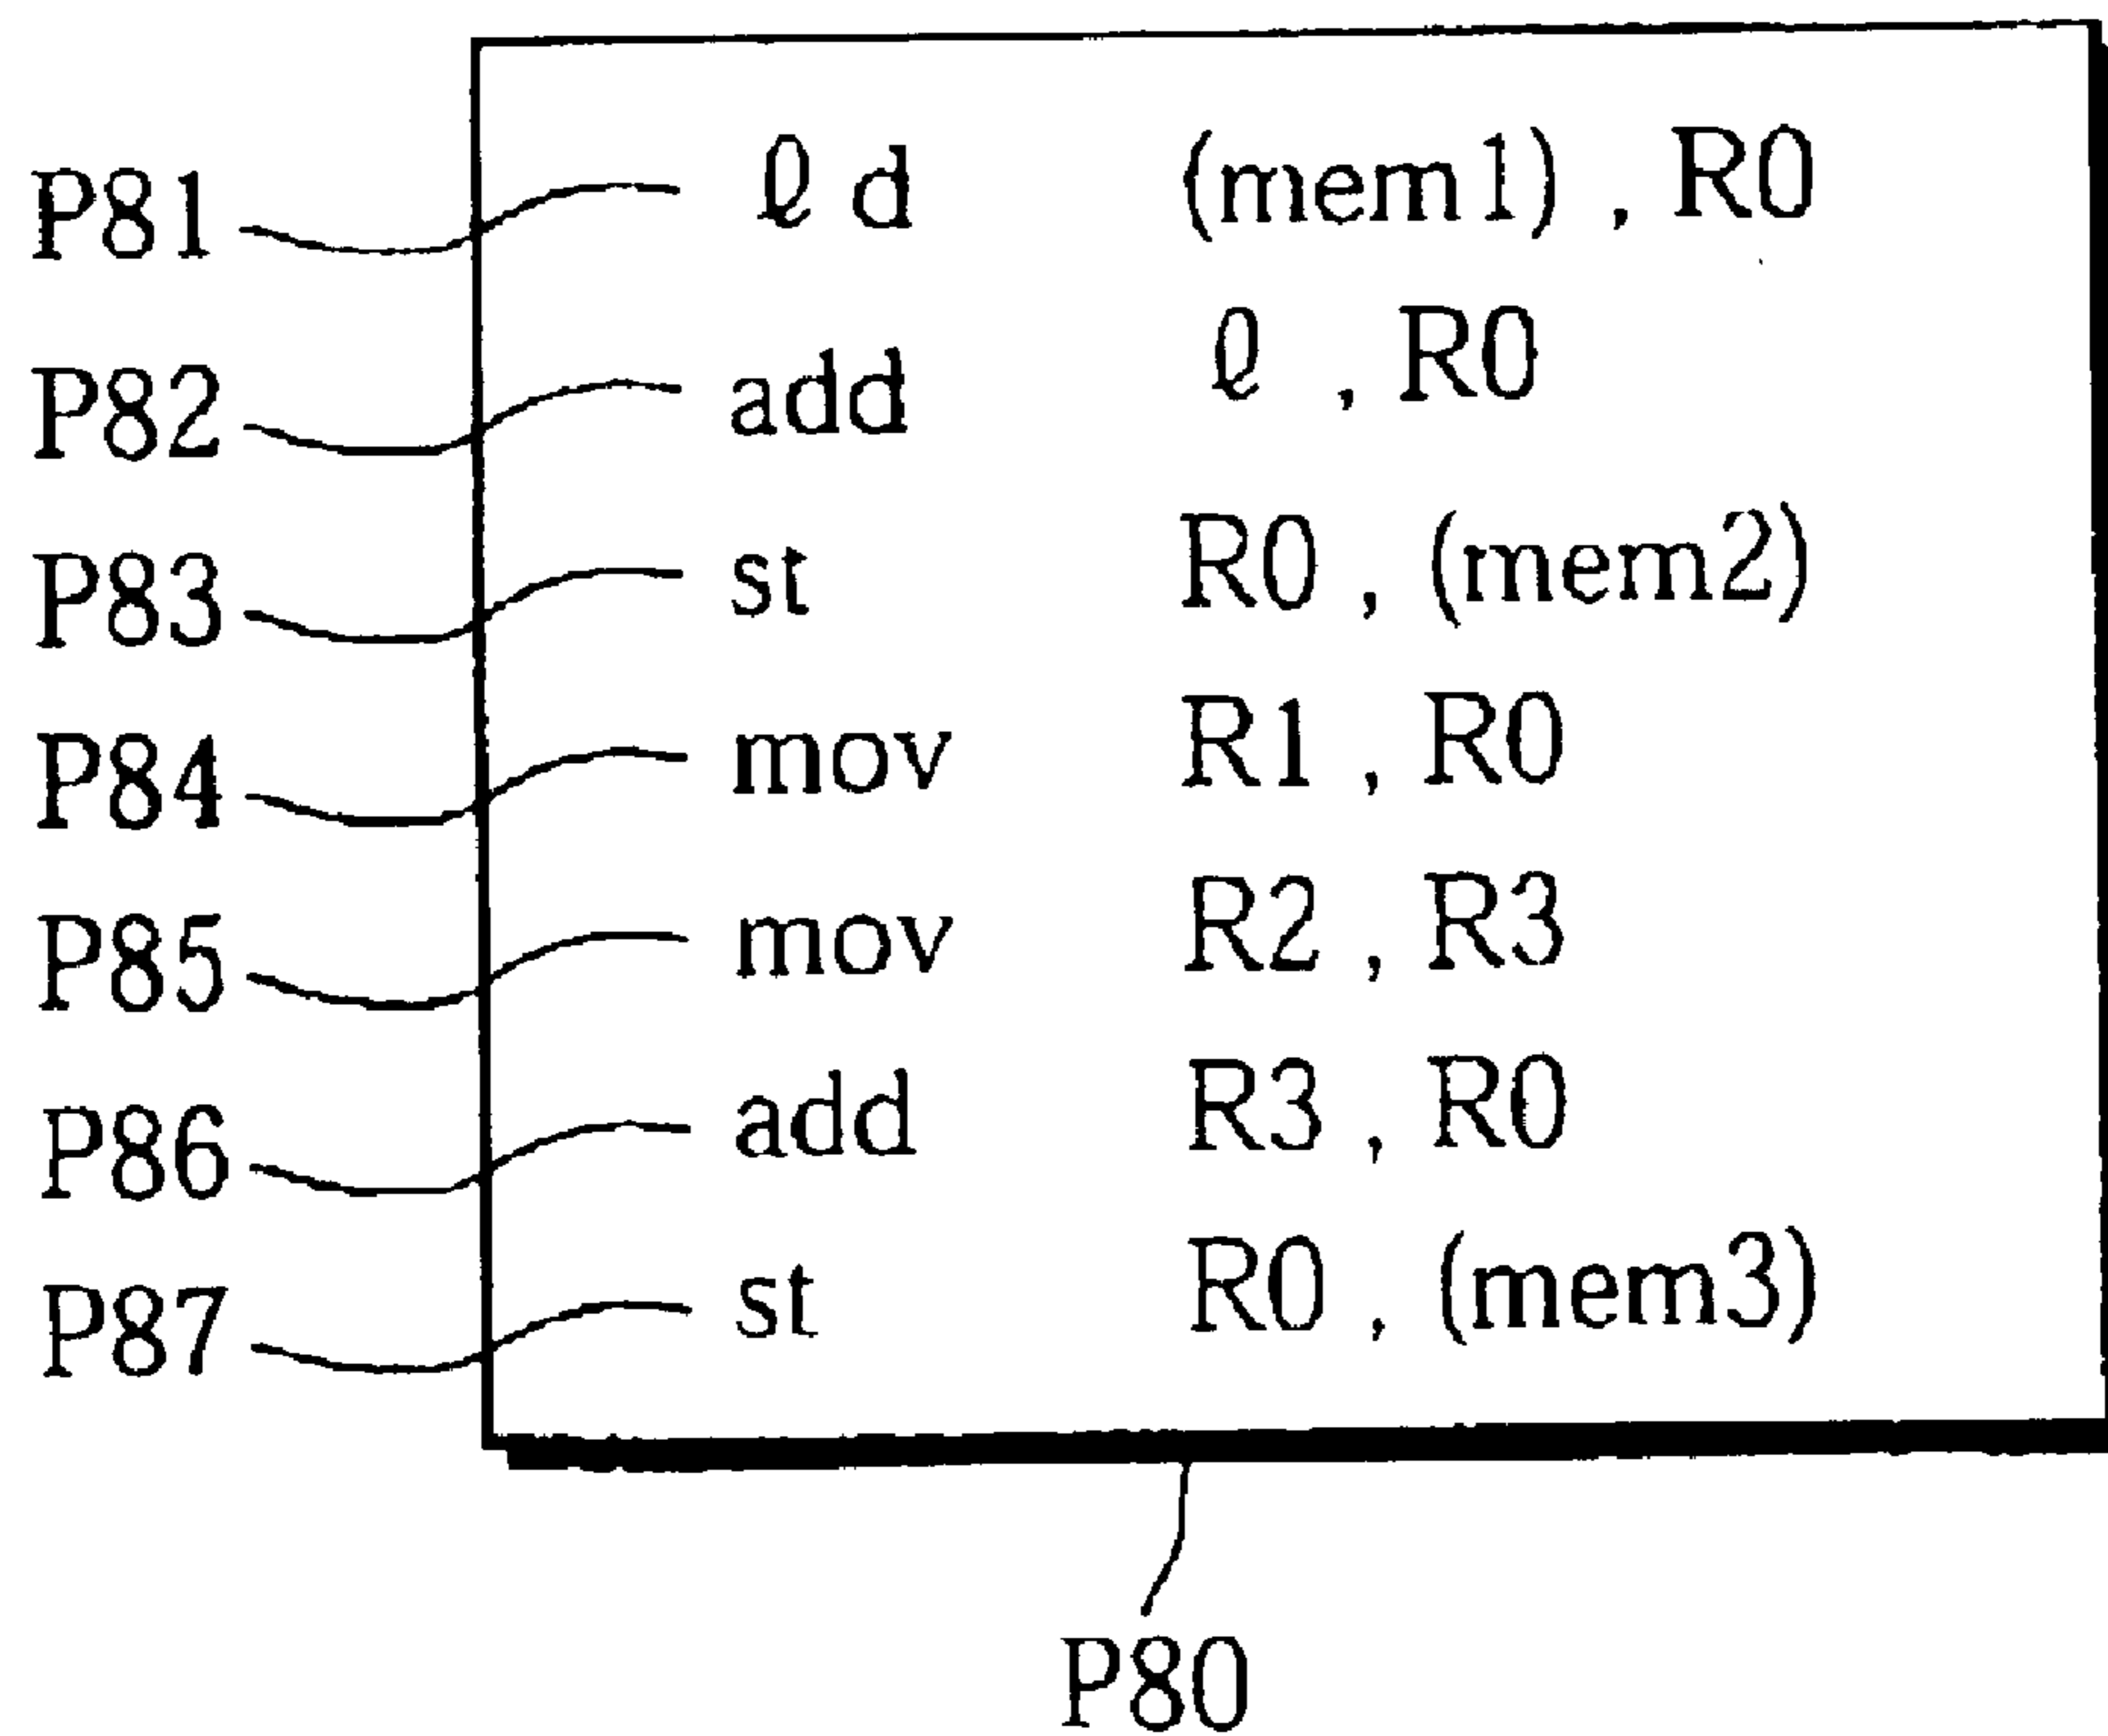 P81 ℓd (mem1) , R0
P82 add ℓ , R0
P83 st R0 , (mem2)
P84 mov R1 , R0
P85 mov R2 , R3
P86 add R3 , R0
P87 st R0 , (mem3)
P80